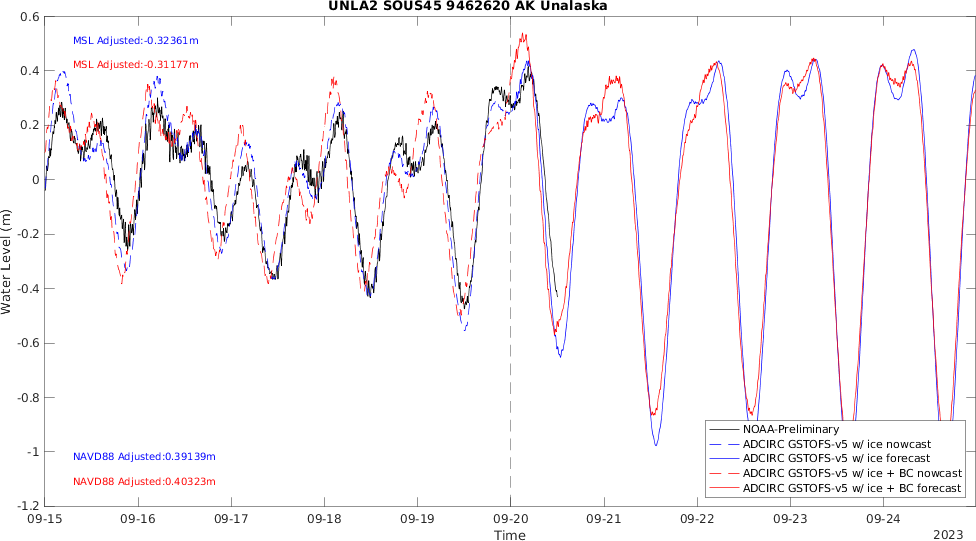 UNLA2 SOUS45 9462620 AK Unalaska
0.6
0.4
0.2
0
-0.2
-0.4
-0.6
-0.8
-1
-1.2
Water Level (m)
MSL Adjusted:-0.32361m
MSL Adjusted:-0.31177m
NAVD88 Adjusted:0.39139m
NAVD88 Adjusted:0.40323m
NOAA-Preliminary
ADCIRC GSTOFS-v5 w/ ice nowcast
ADCIRC GSTOFS-v5 w/ ice forecast
ADCIRC GSTOFS-v5 w/ ice + BC nowcast
ADCIRC GSTOFS-v5 w/ ice + BC forecast
09-15 09-16 09-17 09-18 09-19 09-20 09-21 09-22 09-23 09-24
Time
2023